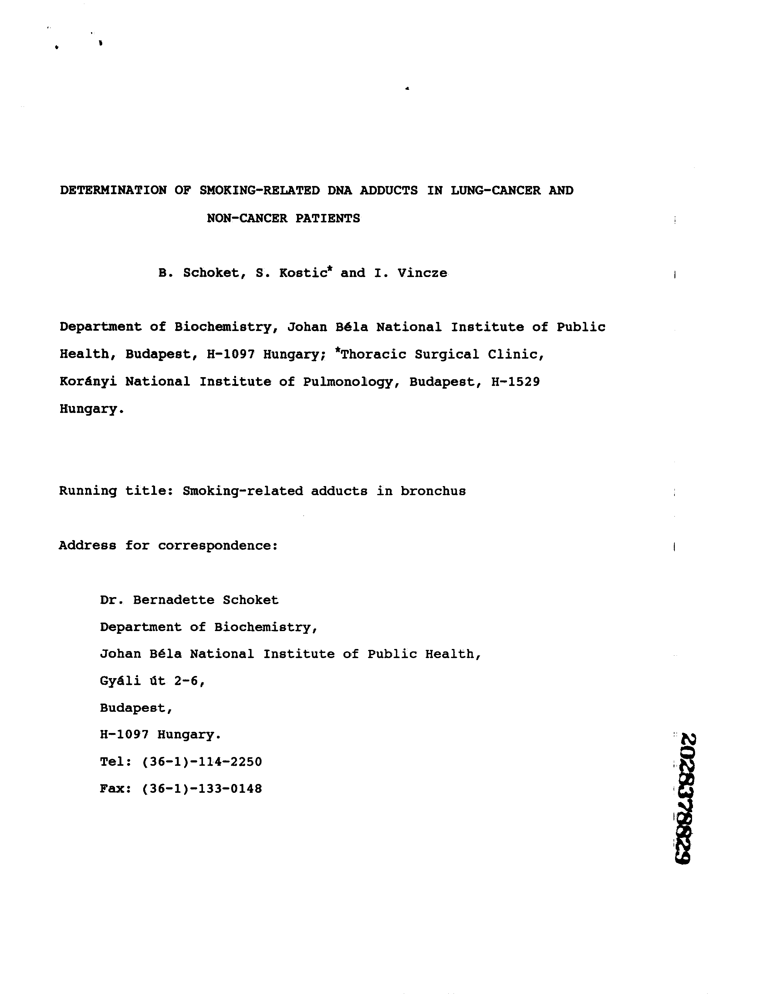 DETERMINATION OF SMOKING-RELATED DNA ADDUCTS IN LUNG-CANCER AND
NON-CANCER PATIENTS
B. Schoket, S. Kostic* and I. Vincze
Department of Biochemistry, Johan Béla National Institute of Public
Health, Budapest, H-1097 Hungary; *Thoracic Surgical Clinic,
Korányi National Institute of Pulmonology, Budapest, H-1529
Hungary.
Running title: Smoking-related adducts in bronchus
Address for correspondence:
Dr. Bernadette Schoket
Department of Biochemistry,
Johan Béla National Institute of Public Health,
Gyáli út 2-6,
Budapest,
H-1097 Hungary.
Tel: (36-1)-114-2250
Fax: (36-1)-133-0148
2028378829